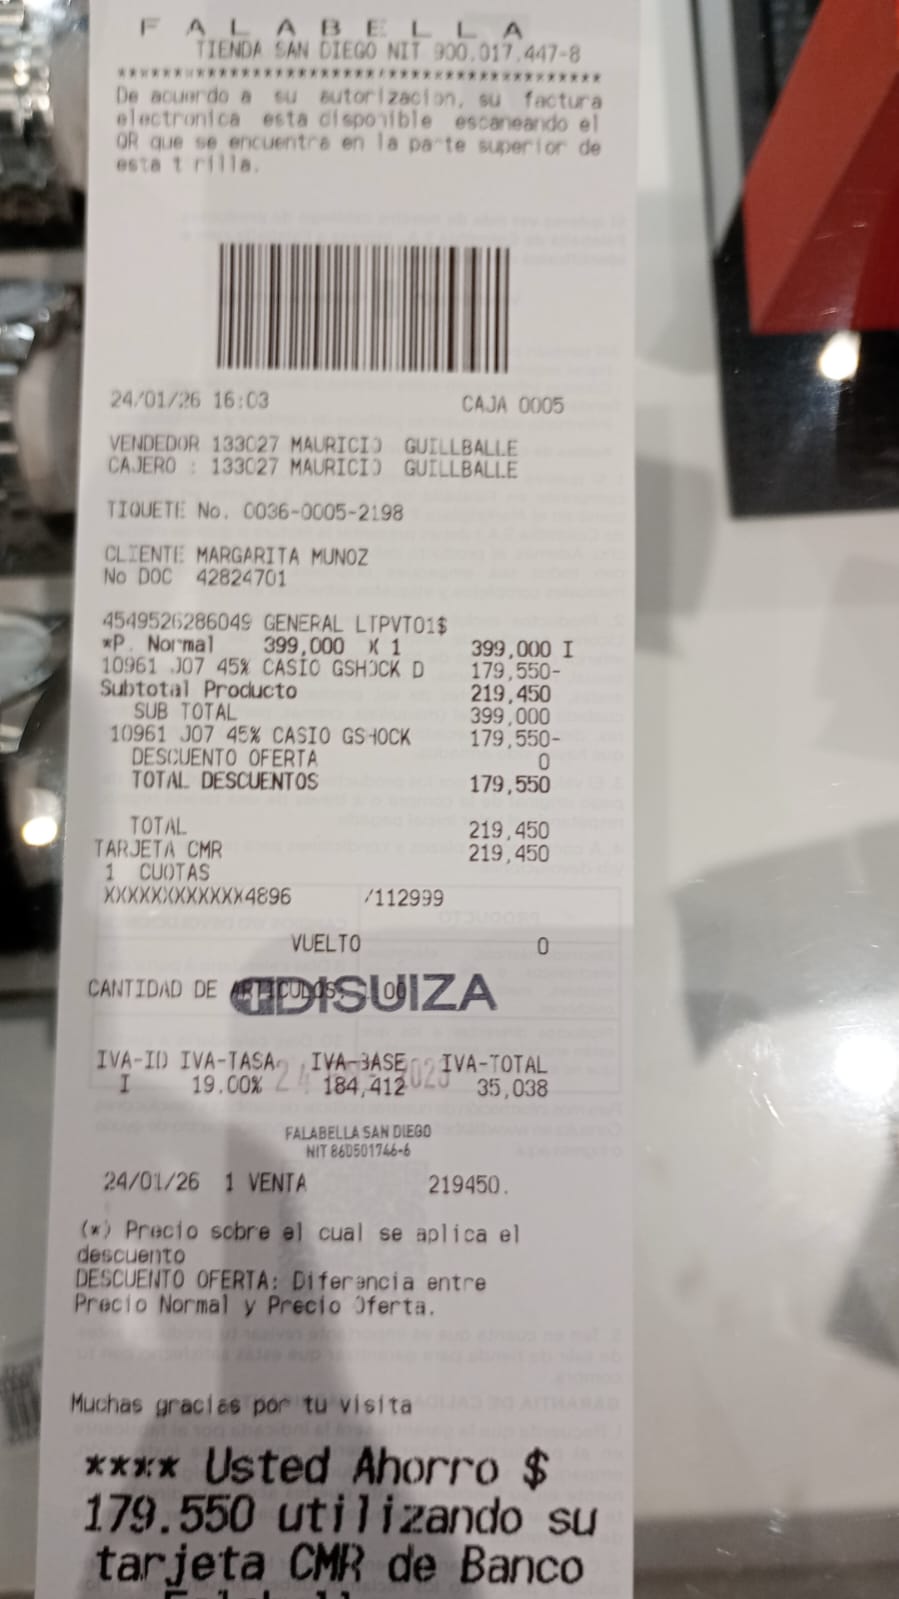 F A L A B E L L A
TIENDA SAN DIEGO NIT 900.017.447-8
******************************************
De acuerdo a su autorizacion, su factura
electronica esta disponible escaneando el
QR que se encuentra en la parte superior de
esta t rilla.
24/01/26 16:03 CAJA 0005
VENDEDOR 133027 MAURICIO GUILLBALLE
CAJERO : 133027 MAURICIO GUILLBALLE
TIQUETE No. 0036-0005-2198
CLIENTE MARGARITA MUNOZ
No DOC 42824701
4549526286049 GENERAL LTPVT01$
*P. Normal 399,000 X 1 399,000 I
10961 J07 45% CASIO GSHOCK D 179,550-
Subtotal Producto 219,450
SUB TOTAL 399,000
10961 J07 45% CASIO GSHOCK 179,550-
DESCUENTO OFERTA 0
TOTAL DESCUENTOS 179,550
TOTAL 219,450
TARJETA CMR 219,450
1 CUOTAS
XXXXXXXXXXXX4896 /112999
VUELTO 0
CANTIDAD DE ARTICULOS 1.00
DISUIZA
IVA-ID IVA-TASA IVA-BASE IVA-TOTAL
I 19.00% 184,412 35,038
FALABELLA SAN DIEGO
NIT 860501746-6
24/01/26 1 VENTA 219450.
(*) Precio sobre el cual se aplica el
descuento
DESCUENTO OFERTA: Diferencia entre
Precio Normal y Precio Oferta.
Muchas gracias por tu visita
**** Usted Ahorro $
179.550 utilizando su
tarjeta CMR de Banco